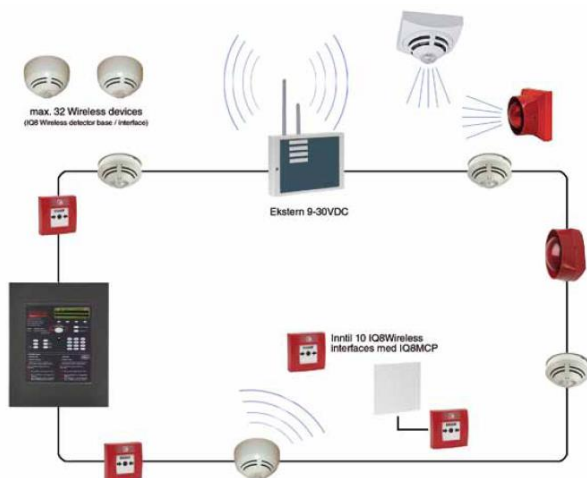 max. 32 Wireless devices
(IQ8 Wireless detector base / interface)
Ekstern 9-30VDC
Inntil 10 IQ8Wireless
interfaces med IQ8MCP